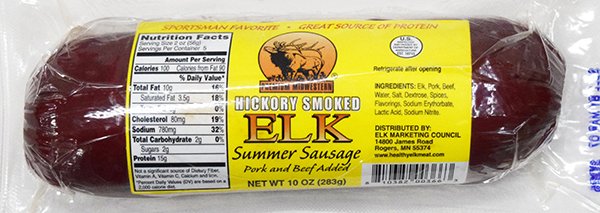 SPORTSMAN FAVORITE • GREAT SOURCE OF PROTEIN
Nutrition Facts
Serving Size 2 oz (56g)
Servings Per Container 5
Amount Per Serving
Calories 100 Calories from Fat 90
% Daily Value*
Total Fat 10g 16%
Saturated Fat 3.5g 18%
0%
Cholesterol 80mg 19%
Sodium 780mg 32%
Total Carbohydrate 2g 0%
Sugars 2g
Protein 15g
Not a significant source of Dietary Fiber,
Vitamin A, Vitamin C, Calcium and Iron.
*Percent Daily Values (DV) are based on a
2,000 calorie diet.
PREMIUM MIDWESTERN
HICKORY SMOKED
ELK
Summer Sausage
Pork and Beef Added
NET WT 10 OZ (283g)
U.S.
DEPARTMENT OF
AGRICULTURE
Refrigerate after opening
INGREDIENTS: Elk, Pork, Beef,
Water, Salt, Dextrose, Spices,
Flavorings, Sodium Erythorbate,
Lactic Acid, Sodium Nitrite.
DISTRIBUTED BY:
ELK MARKETING COUNCIL
14800 James Road
Rogers, MN 55374
www.healthyelkmeat.com